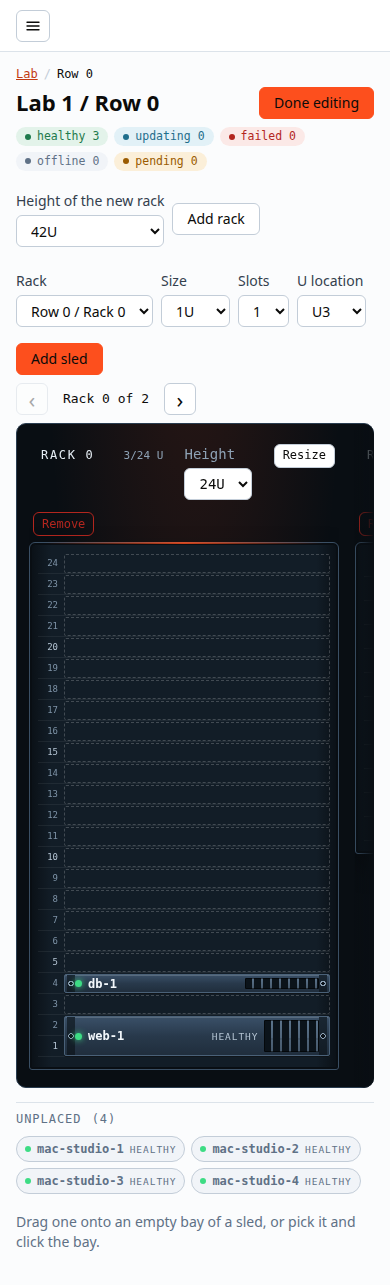 Lab / Row 0
Lab 1 / Row 0
Done editing
healthy 3
updating 0
failed 0
offline 0
pending 0
Height of the new rack
42U
Add rack
Rack
Size
Slots
U location
Row 0 / Rack 0
1U
1
U3
Add sled
‹
Rack 0 of 2
›
RACK 0
3/24 U
Height
24U
Resize
Remove
24
23
22
21
20
19
18
17
16
15
14
13
12
11
10
9
8
7
6
5
4
db-1
3
2
web-1
HEALTHY
1
UNPLACED (4)
mac-studio-1 HEALTHY
mac-studio-2 HEALTHY
mac-studio-3 HEALTHY
mac-studio-4 HEALTHY
Drag one onto an empty bay of a sled, or pick it and
click the bay.